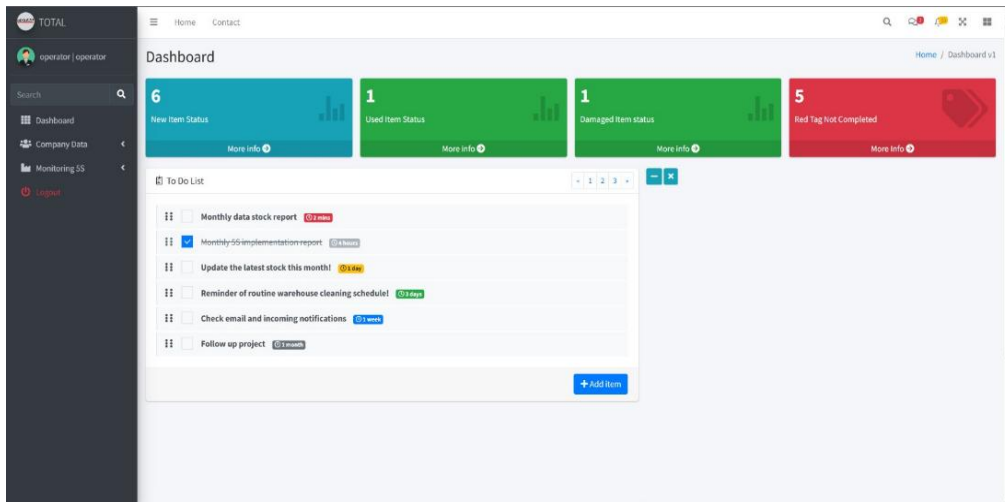 TOTAL
Home Contact
operator | operator
Dashboard
Home / Dashboard v1
Search
Dashboard
Company Data
Monitoring 5S
Logout
6
New Item Status
More info
1
Used Item Status
More info
1
Damaged Item status
More info
5
Red Tag Not Completed
More info
To Do List
« 1 2 3 »
Monthly data stock report 2 mins
Monthly 5S implementation report 4 hours
Update the latest stock this month! 1 day
Reminder of routine warehouse cleaning schedule! 3 days
Check email and incoming notifications 1 week
Follow up project 1 month
+ Add item